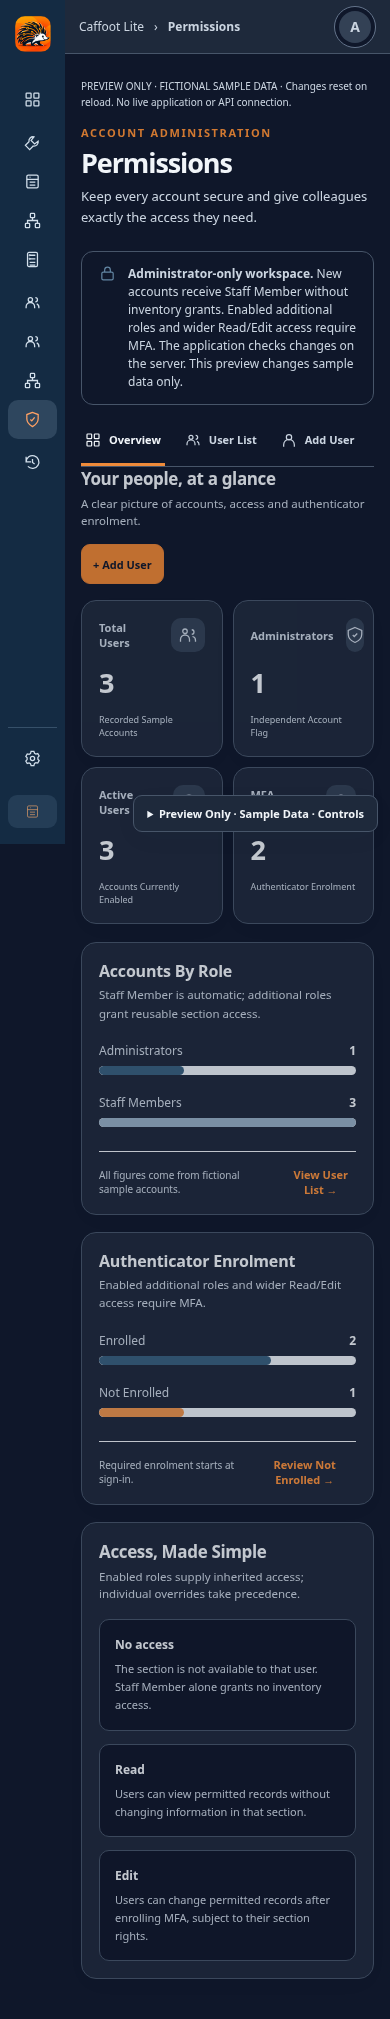 Caffoot Lite › Permissions
A
PREVIEW ONLY · FICTIONAL SAMPLE DATA · Changes reset on
reload. No live application or API connection.
ACCOUNT ADMINISTRATION
Permissions
Keep every account secure and give colleagues
exactly the access they need.
Administrator-only workspace. New
accounts receive Staff Member without
inventory grants. Enabled additional
roles and wider Read/Edit access require
MFA. The application checks changes on
the server. This preview changes sample
data only.
Overview
User List
Add User
Your people, at a glance
A clear picture of accounts, access and authenticator
enrolment.
+ Add User
Total
Users
3
Recorded Sample
Accounts
Administrators
1
Independent Account
Flag
Active
Users
3
Accounts Currently
Enabled
MFA
2
Authenticator Enrolment
▶ Preview Only · Sample Data · Controls
Accounts By Role
Staff Member is automatic; additional roles
grant reusable section access.
Administrators 1
Staff Members 3
All figures come from fictional
sample accounts.
View User
List →
Authenticator Enrolment
Enabled additional roles and wider Read/Edit
access require MFA.
Enrolled 2
Not Enrolled 1
Required enrolment starts at
sign-in.
Review Not
Enrolled →
Access, Made Simple
Enabled roles supply inherited access;
individual overrides take precedence.
No access
The section is not available to that user.
Staff Member alone grants no inventory
access.
Read
Users can view permitted records without
changing information in that section.
Edit
Users can change permitted records after
enrolling MFA, subject to their section
rights.